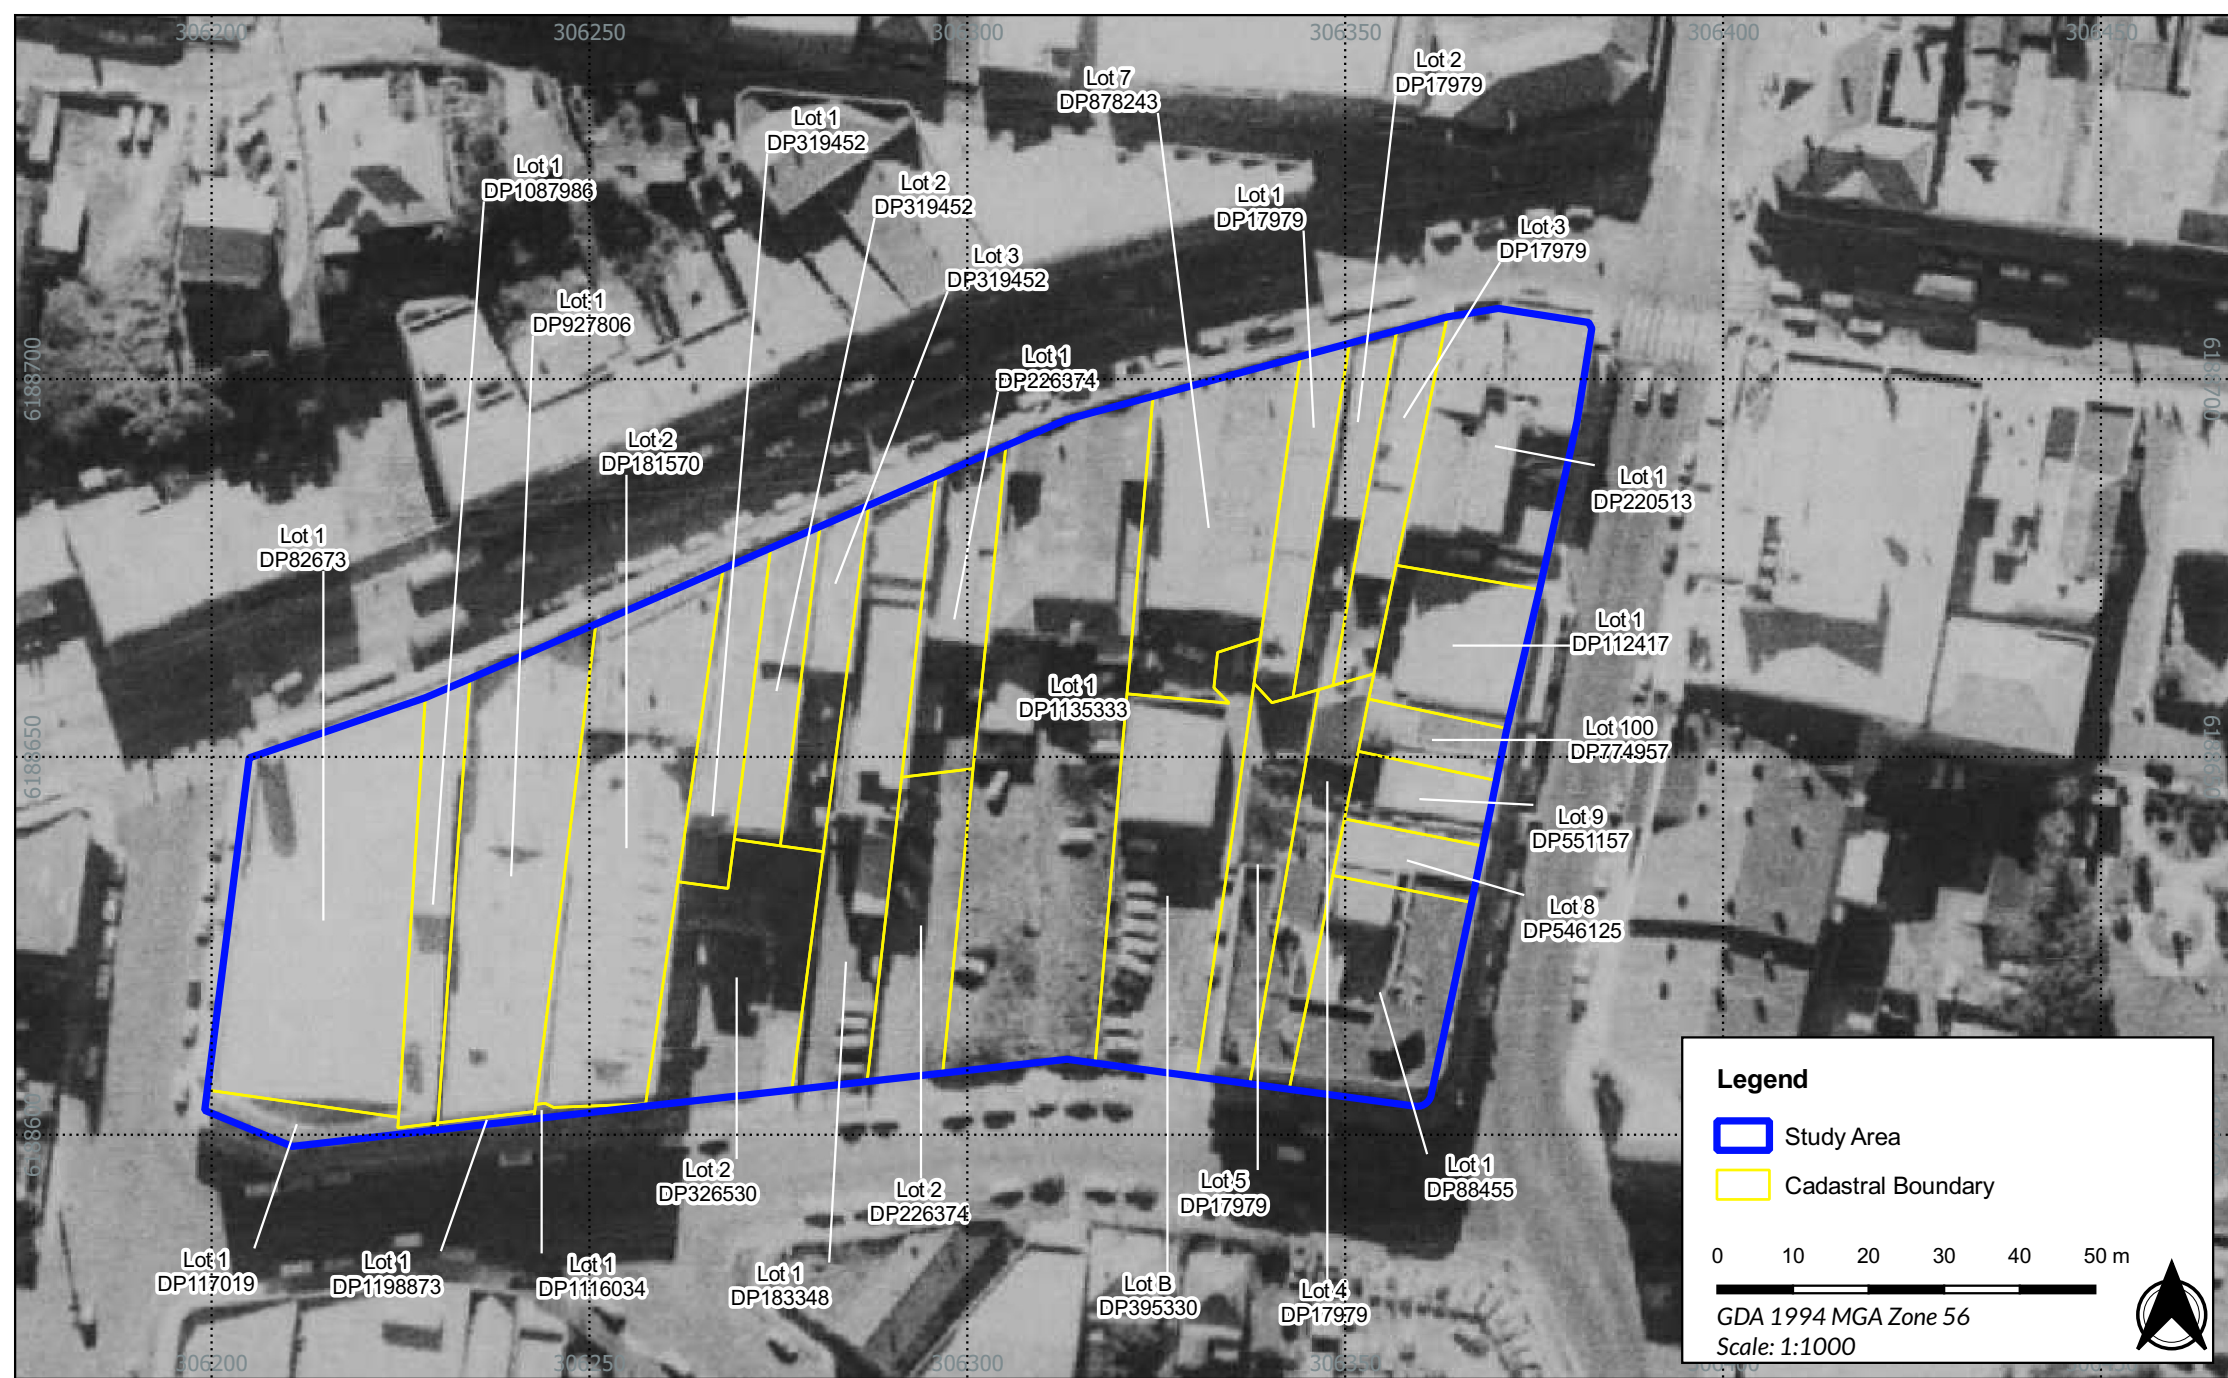 306200
306250
306300
306350
306400
306450
Lot 2
DP17979
Lot 7
DP878243
Lot 1
DP319452
Lot 1
DP1087986
Lot 2
DP319452
Lot 1
DP17979
Lot 3
DP17979
Lot 3
DP319452
Lot 1
DP927806
Lot 1
DP226374
6188700
6188700
Lot 2
DP181570
Lot 1
DP220513
Lot 1
DP82673
Lot 1
DP112417
Lot 1
DP1135333
Lot 100
DP774957
6188650
6188650
Lot 9
DP551157
Lot 8
DP546125
Legend
Study Area
Cadastral Boundary
0 10 20 30 40 50 m
GDA 1994 MGA Zone 56
Scale: 1:1000
Lot 2
DP326530
Lot 2
DP226374
Lot 5
DP17979
Lot 1
DP88455
Lot 1
DP117019
Lot 1
DP1198873
Lot 1
DP1116034
Lot 1
DP183348
Lot B
DP395330
Lot 4
DP17979
306200
306250
306300
306350